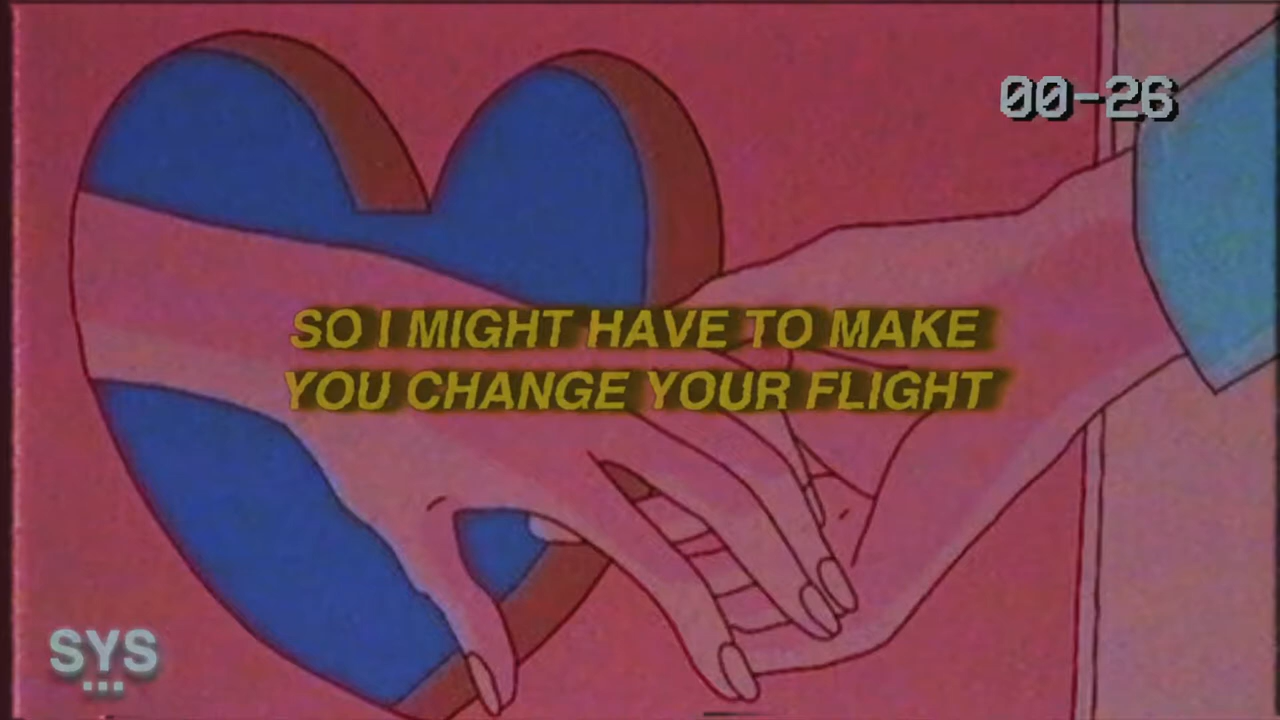 00-26
SO I MIGHT HAVE TO MAKE
YOU CHANGE YOUR FLIGHT
SYS
...